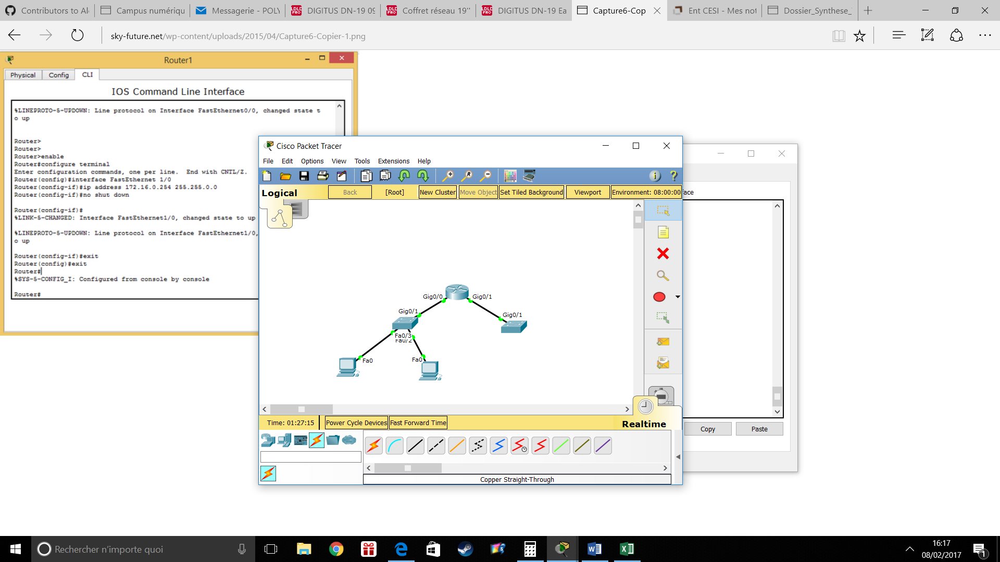 Contributors to Al
Campus numériqu
Messagerie - POLY
DIGITUS DN-19 09
Coffret réseau 19"
DIGITUS DN-19 Ea
Capture6-Cop
Ent CESI - Mes not
Dossier_Synthese_
sky-future.net/wp-content/uploads/2015/04/Capture6-Copier-1.png
Router1
Physical
Config
CLI
IOS Command Line Interface
%LINEPROTO-5-UPDOWN: Line protocol on Interface FastEthernet0/0, changed state t
o up
Router>
Router>
Router>enable
Router#configure terminal
Enter configuration commands, one per line. End with CNTL/Z.
Router(config)#interface FastEthernet 1/0
Router(config-if)#ip address 172.16.0.254 255.255.0.0
Router(config-if)#no shut down
Router(config-if)#
%LINK-5-CHANGED: Interface FastEthernet1/0, changed state to up
%LINEPROTO-5-UPDOWN: Line protocol on Interface FastEthernet1/0,
o up
Router(config-if)#exit
Router(config)#exit
Router#
%SYS-5-CONFIG_I: Configured from console by console
Router#
Cisco Packet Tracer
File Edit Options View Tools Extensions Help
Logical
Back
[Root]
New Cluster
Move Object
Set Tiled Background
Viewport
Environment: 08:00:00
face
Gig0/0
Gig0/1
Gig0/1
Gig0/1
Fa0/3
Fa0/2
Fa0
Fa0
Time: 01:27:15
Power Cycle Devices
Fast Forward Time
Realtime
Copper Straight-Through
Copy
Paste
Rechercher n'importe quoi
16:17
08/02/2017
1